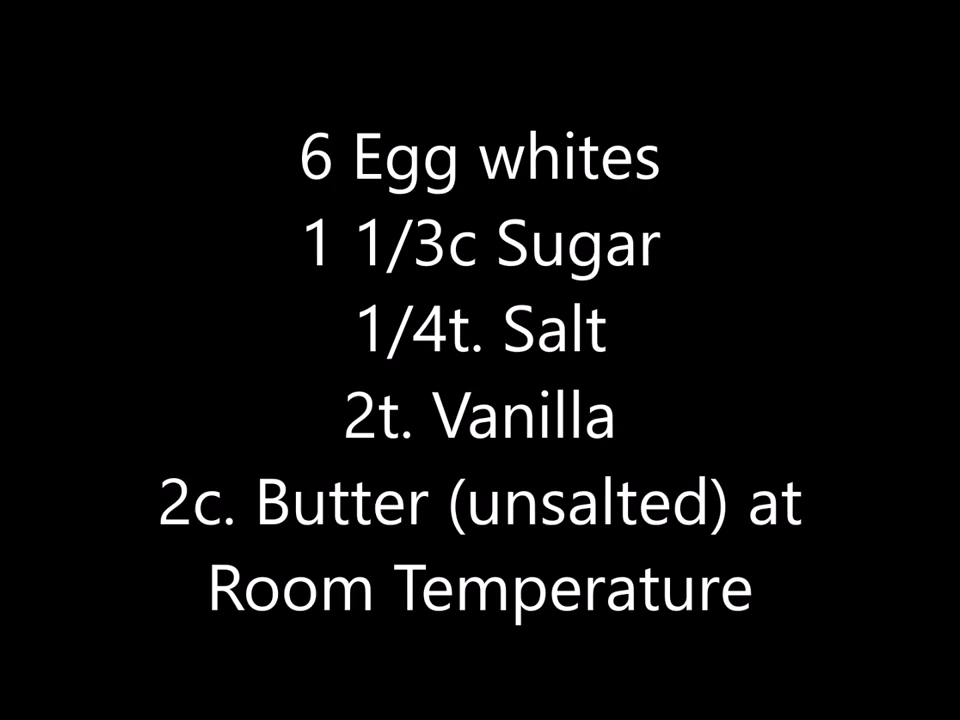 6 Egg whites
1 1/3c Sugar
1/4t. Salt
2t. Vanilla
2c. Butter (unsalted) at
Room Temperature